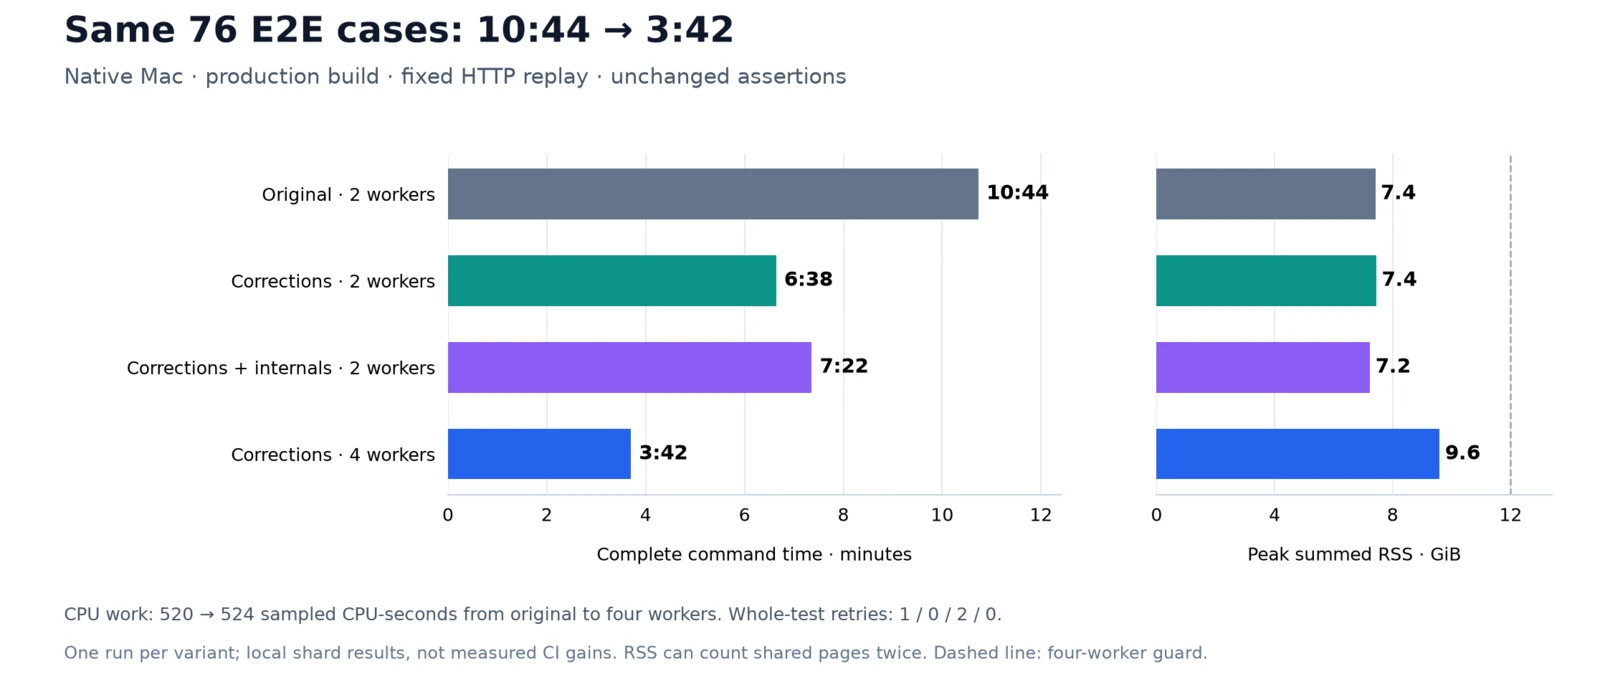 Same 76 E2E cases: 10:44 → 3:42
Native Mac · production build · fixed HTTP replay · unchanged assertions
Original · 2 workers
10:44
7.4
Corrections · 2 workers
6:38
7.4
Corrections + internals · 2 workers
7:22
7.2
Corrections · 4 workers
3:42
9.6
0 2 4 6 8 10 12
0 4 8 12
Complete command time · minutes
Peak summed RSS · GiB
CPU work: 520 → 524 sampled CPU-seconds from original to four workers. Whole-test retries: 1 / 0 / 2 / 0.
One run per variant; local shard results, not measured CI gains. RSS can count shared pages twice. Dashed line: four-worker guard.